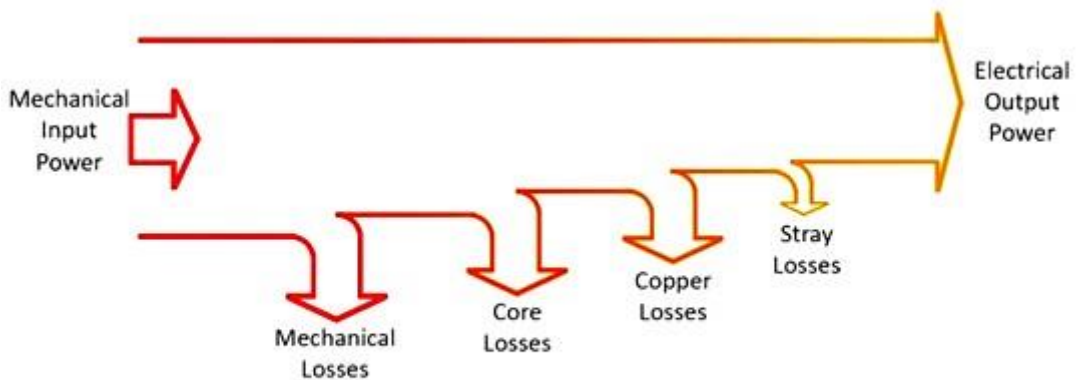 Mechanical
Input
Power
Electrical
Output
Power
Mechanical
Losses
Core
Losses
Copper
Losses
Stray
Losses